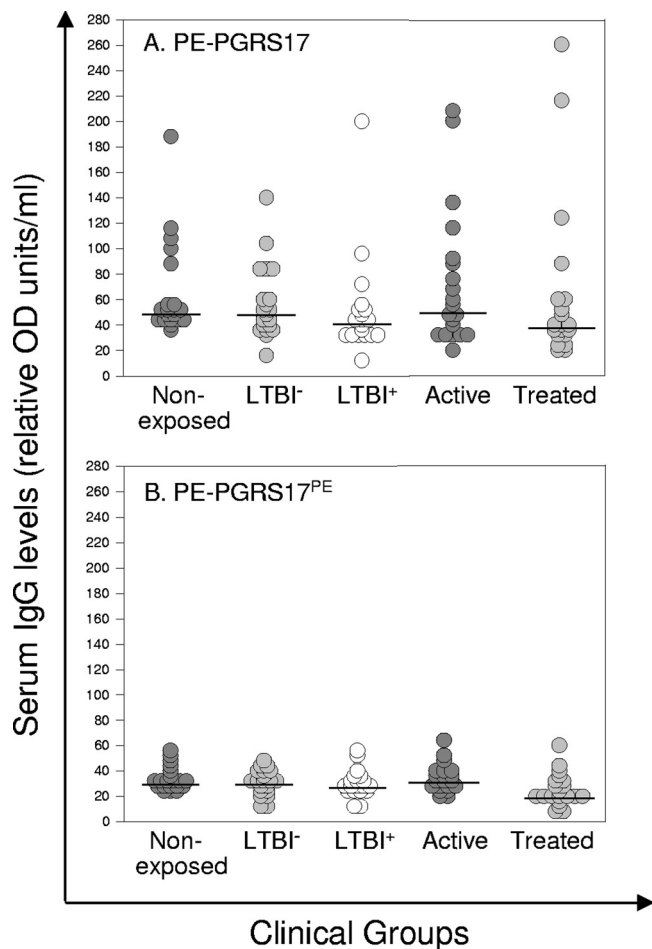 Serum IgG levels (relative OD units/ml)
A. PE-PGRS17
280
260
240
220
200
180
160
140
120
100
80
60
40
20
0
Non-
exposed
LTBI⁻
LTBI⁺
Active
Treated
B. PE-PGRS17ᴾᴱ
280
260
240
220
200
180
160
140
120
100
80
60
40
20
0
Non-
exposed
LTBI⁻
LTBI⁺
Active
Treated
Clinical Groups